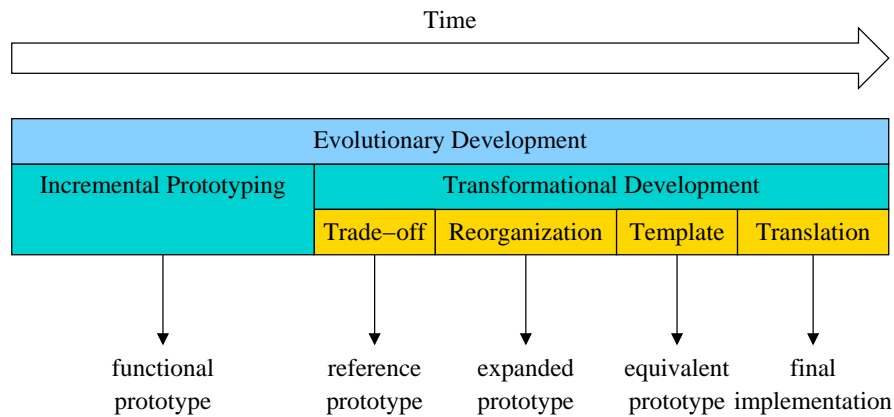 Time
Evolutionary Development
Incremental Prototyping
Transformational Development
Trade−off
Reorganization
Template
Translation
functional
prototype
reference
prototype
expanded
prototype
equivalent
prototype
final
implementation